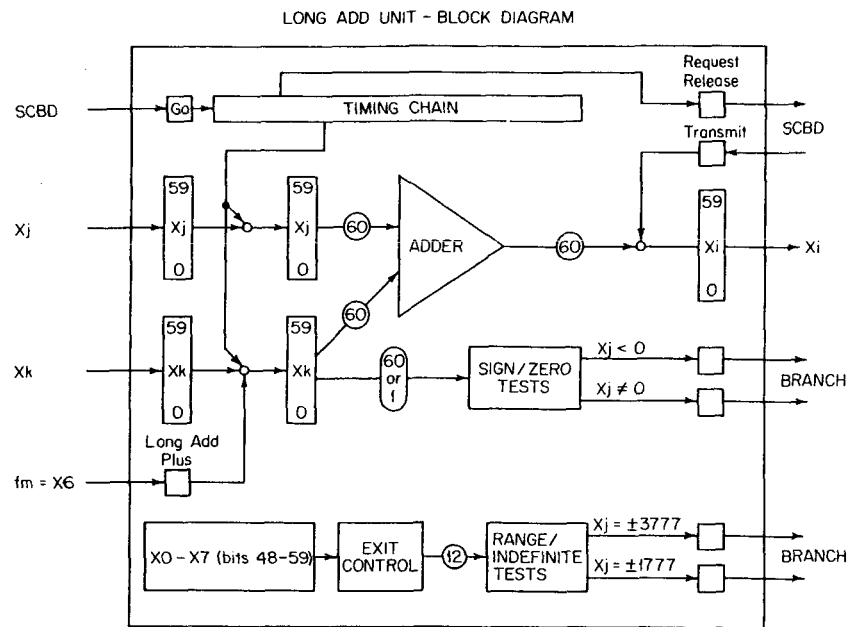 LONG ADD UNIT - BLOCK DIAGRAM
Request
Release
SCBD
Go
TIMING CHAIN
SCBD
Transmit
59
Xj
0
59
Xj
0
60
ADDER
60
59
Xi
0
Xj
Xi
60
59
Xk
0
59
Xk
0
Xk
60
or
1
SIGN/ZERO
TESTS
Xj < 0
Xj ≠ 0
BRANCH
Long Add
Plus
fm = X6
X0 - X7 (bits 48-59)
EXIT
CONTROL
12
RANGE/
INDEFINITE
TESTS
Xj = ±3777
Xj = ±1777
BRANCH